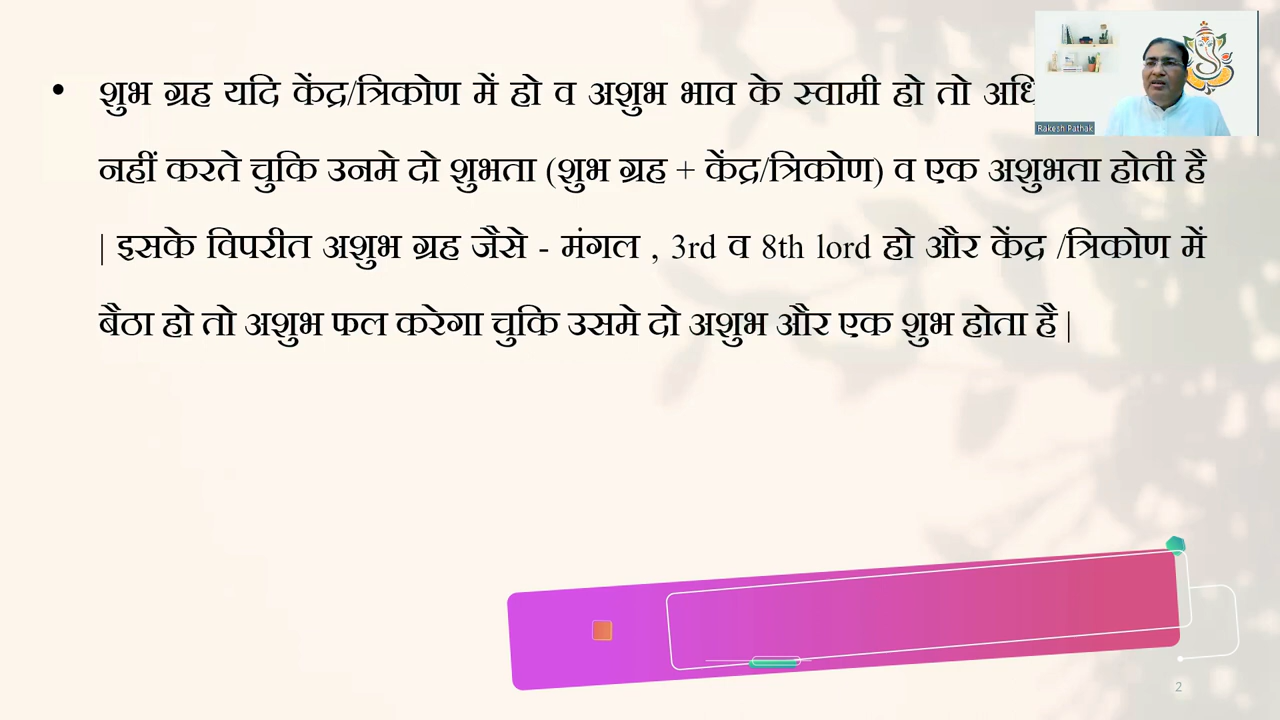 • शुभ ग्रह यदि केंद्र/त्रिकोण में हो व अशुभ भाव के स्वामी हो तो
नहीं करते चुकि उनमे दो शुभता (शुभ ग्रह + केंद्र/त्रिकोण) व एक अशुभता होती है
| इसके विपरीत अशुभ ग्रह जैसे - मंगल , 3rd व 8th lord हो और केंद्र /त्रिकोण में
बैठा हो तो अशुभ फल करेगा चुकि उसमे दो अशुभ और एक शुभ होता है |
Rakesh Pathak
2